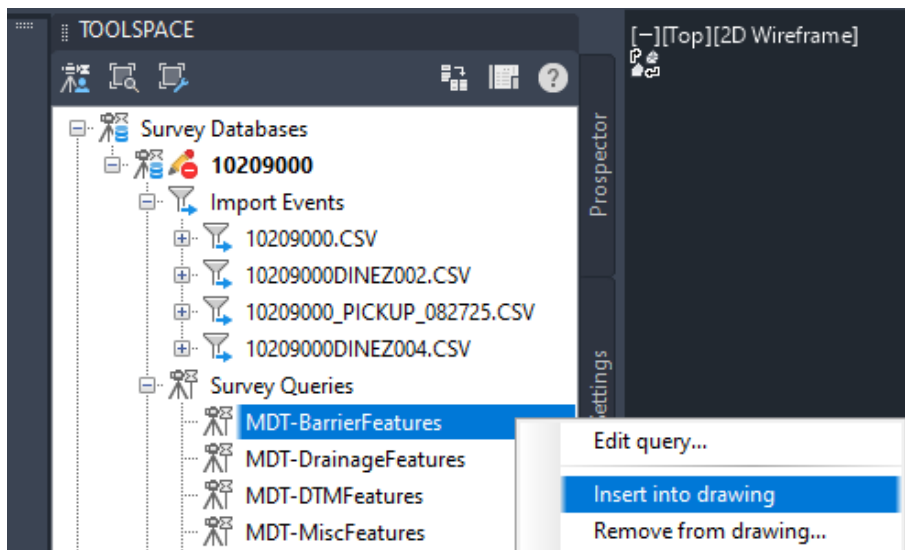 TOOLSPACE
[−][Top][2D Wireframe]
Survey Databases
10209000
Import Events
10209000.CSV
10209000DINEZ002.CSV
10209000_PICKUP_082725.CSV
10209000DINEZ004.CSV
Survey Queries
MDT-BarrierFeatures
MDT-DrainageFeatures
MDT-DTMFeatures
MDT-MiscFeatures
Prospector
Settings
Edit query...
Insert into drawing
Remove from drawing...